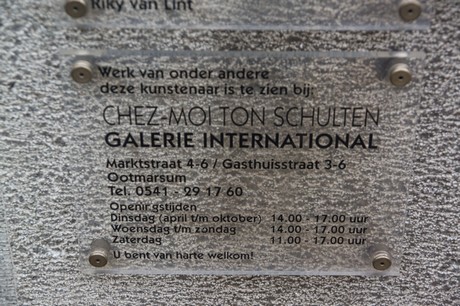 Riky van Lint
Werk van onder andere
deze kunstenaar is te zien bij:
CHEZ-MOI TON SCHULTEN
GALERIE INTERNATIONAL
Marktstraat 4-6 / Gasthuisstraat 3-6
Ootmarsum
Tel. 0541 - 29 17 60
Openingstijden
Dinsdag (april t/m oktober) 14.00 - 17.00 uur
Woensdag t/m zondag 14.00 - 17.00 uur
Zaterdag 11.00 - 17.00 uur
U bent van harte welkom!